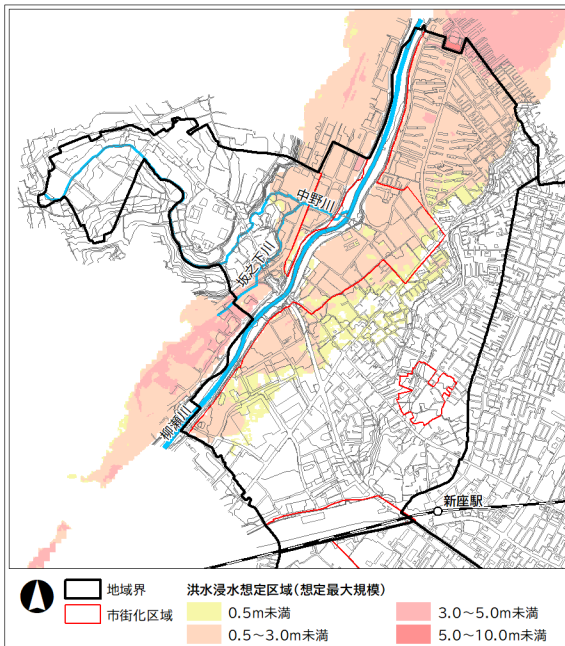 中野川
坂之下川
柳瀬川
新座駅
地域界
市街化区域
洪水浸水想定区域(想定最大規模)
0.5m未満
0.5~3.0m未満
3.0~5.0m未満
5.0~10.0m未満